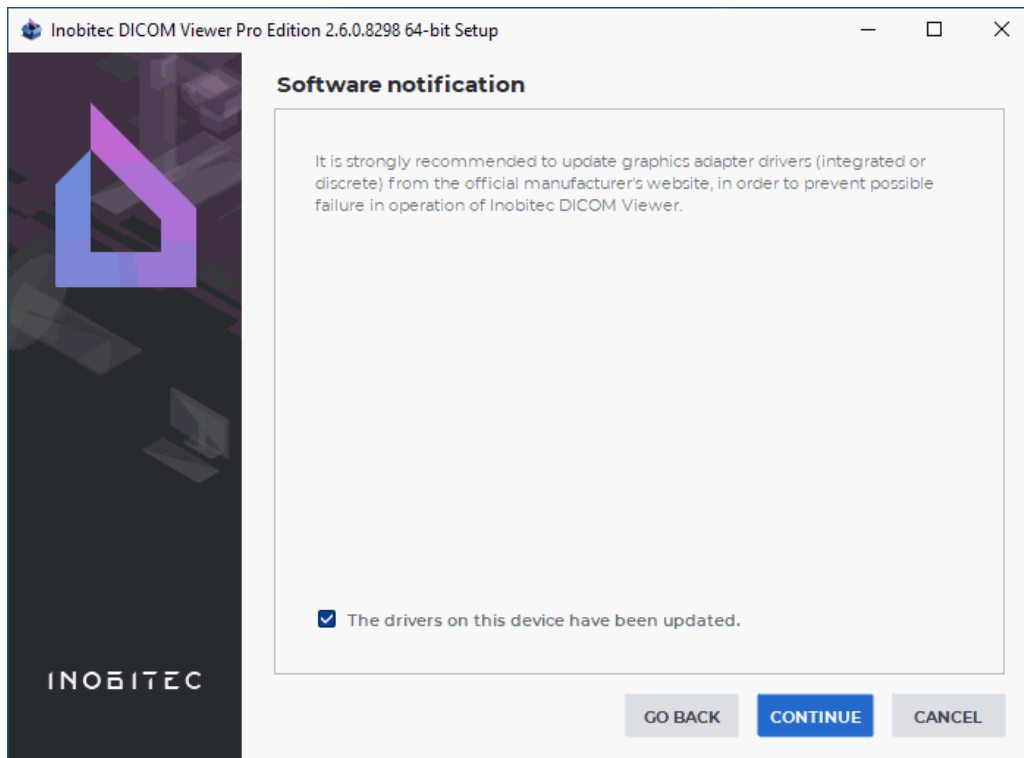 Inobitec DICOM Viewer Pro Edition 2.6.0.8298 64-bit Setup
Software notification
It is strongly recommended to update graphics adapter drivers (integrated or
discrete) from the official manufacturer's website, in order to prevent possible
failure in operation of Inobitec DICOM Viewer.
The drivers on this device have been updated.
INOBITEC
GO BACK
CONTINUE
CANCEL